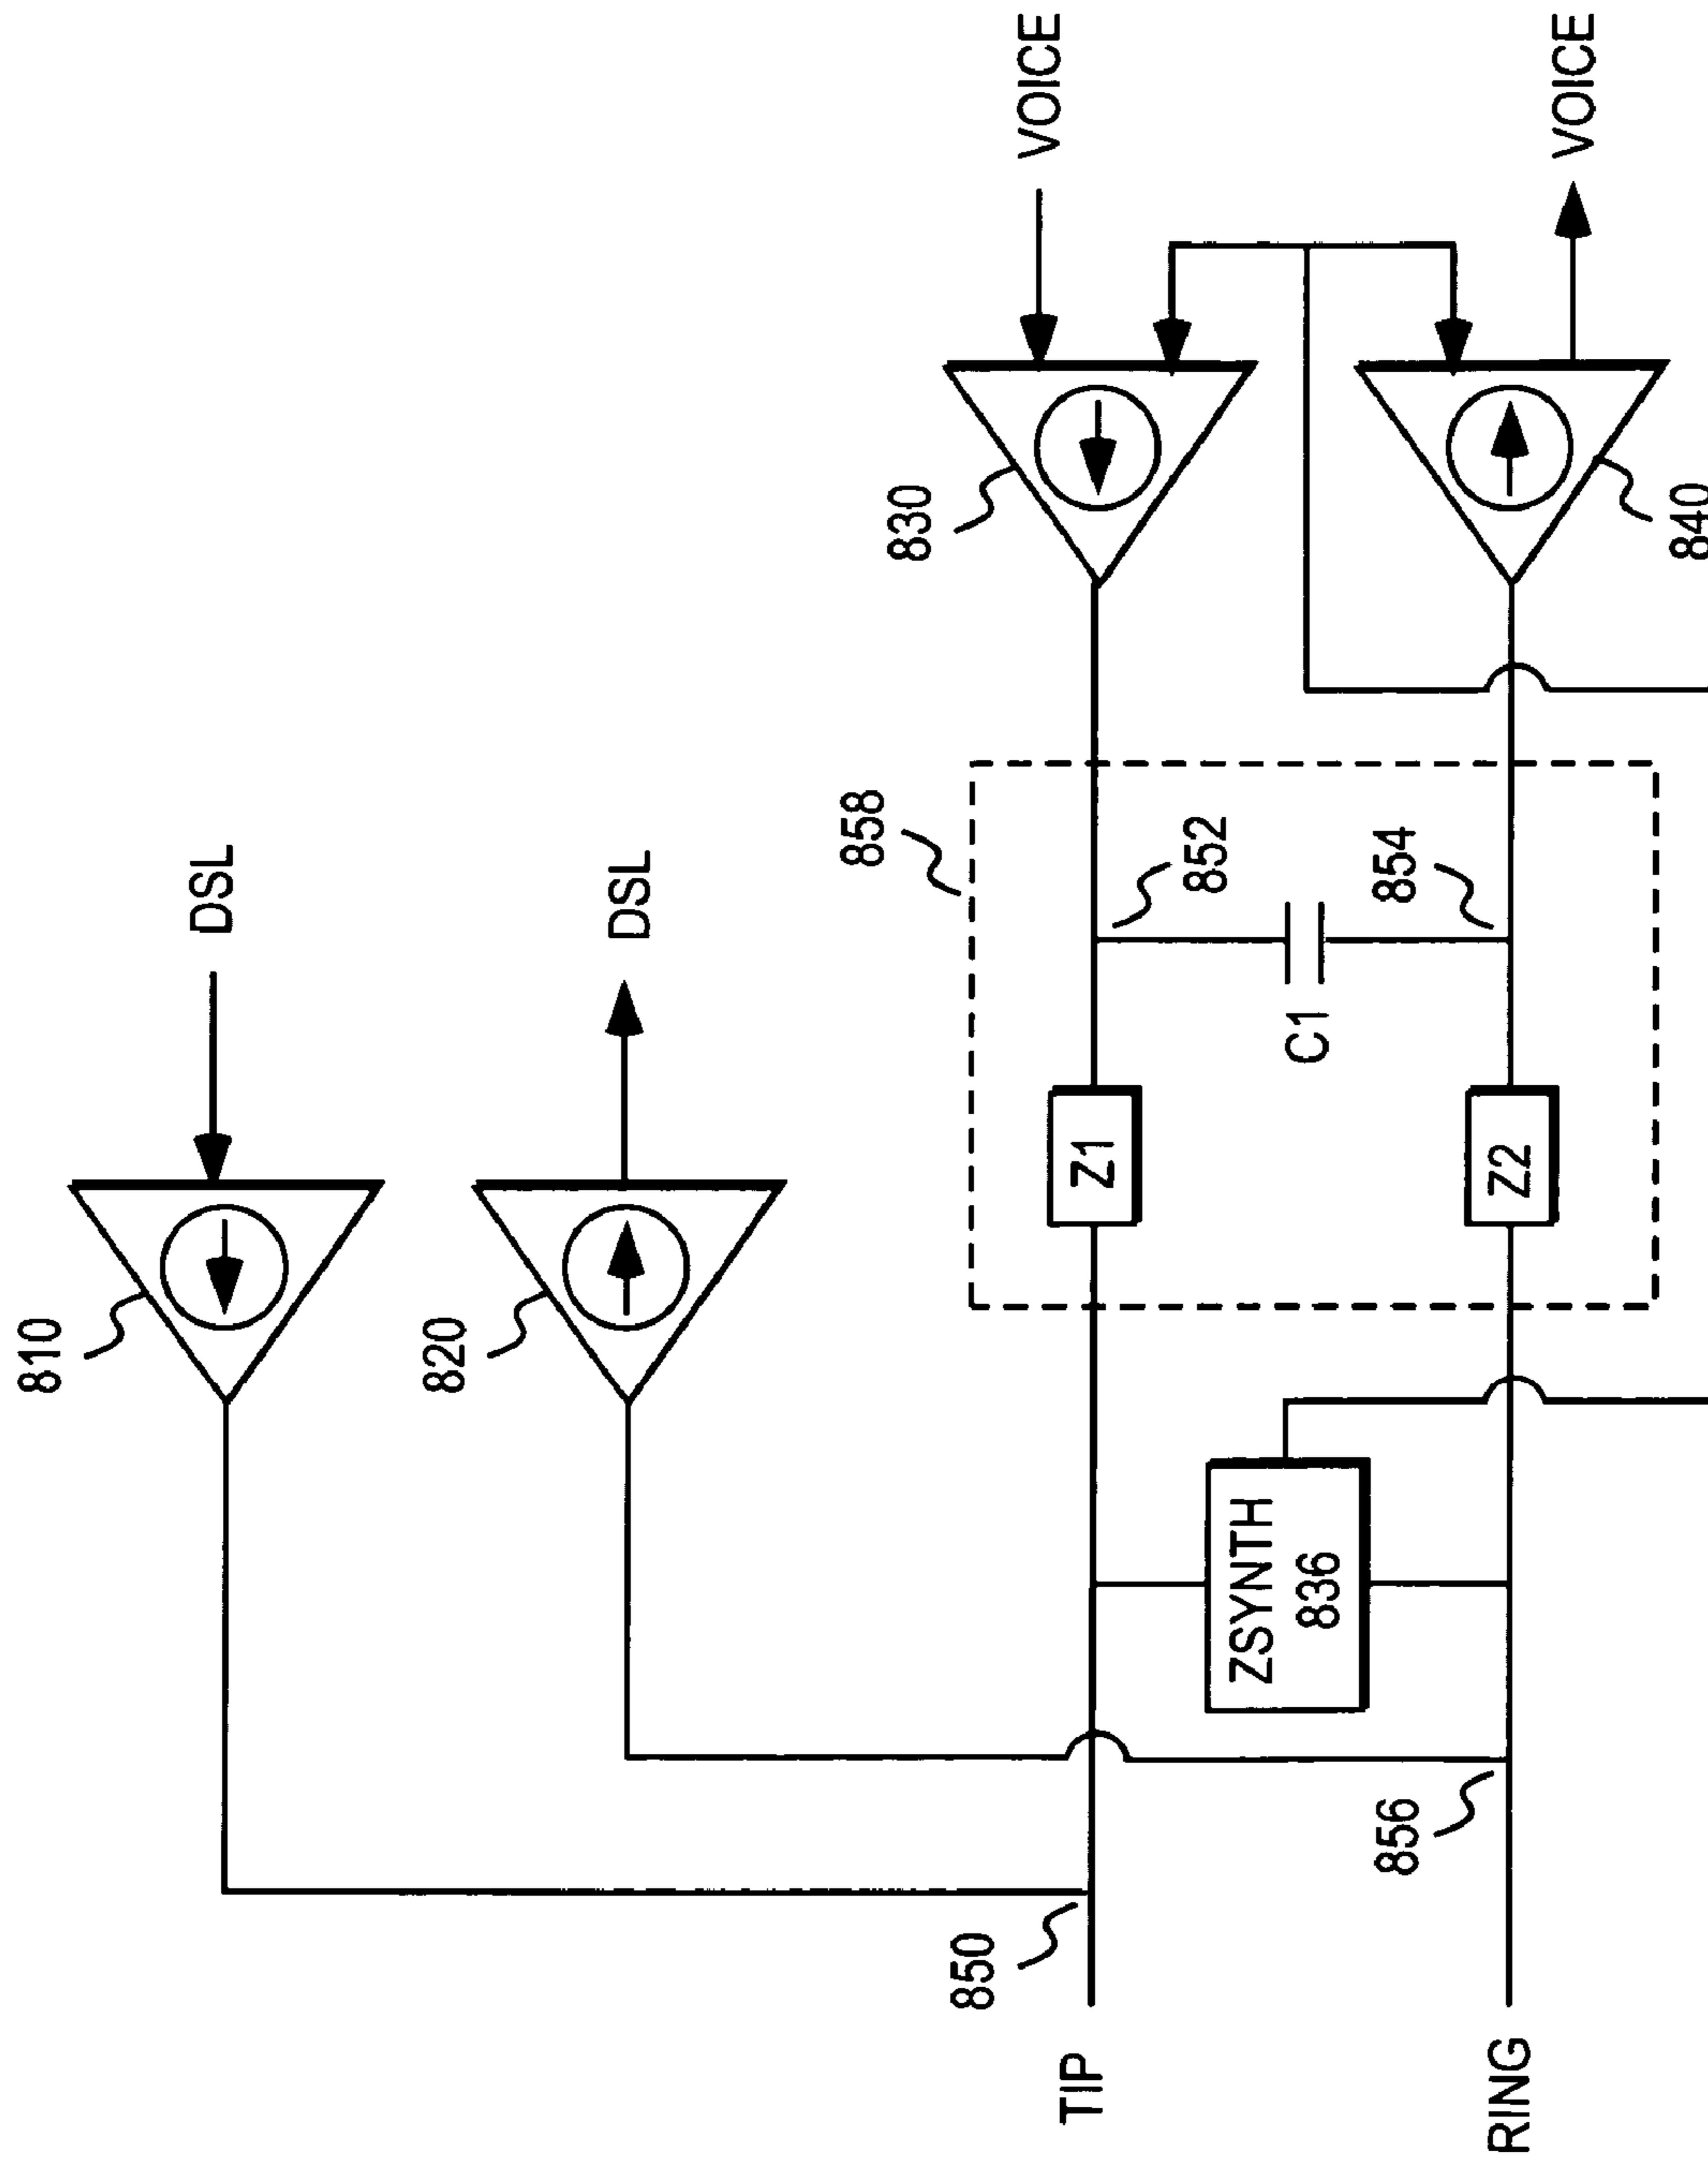 DSL
810
DSL
820
VOICE
830
VOICE
840
858
852
854
C1
Z1
Z2
ZSYNTH
836
850
856
TIP
RING